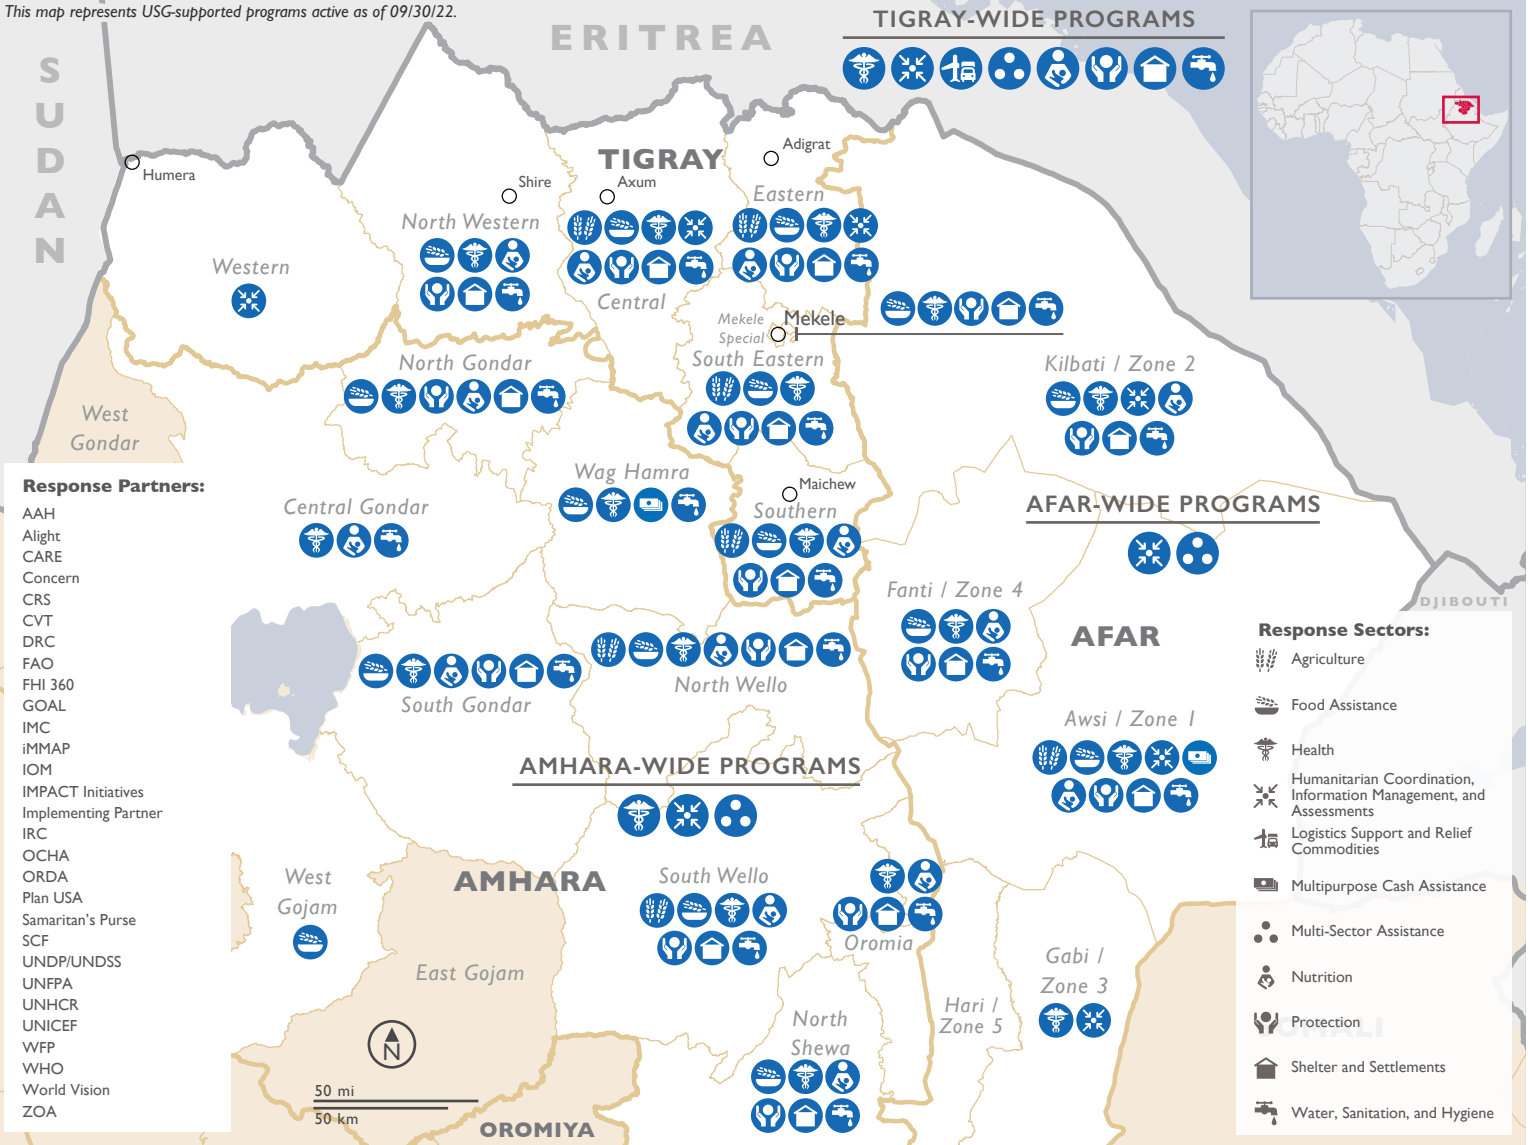 This map represents USG-supported programs active as of 09/30/22.
ERITREA
TIGRAY-WIDE PROGRAMS
SUDAN
Humera
Adigrat
TIGRAY
Shire
Axum
Eastern
North Western
Western
Central
Mekele
Special
Mekele
South Eastern
North Gondar
Kilbati / Zone 2
West
Gondar
Wag Hamra
Maichew
Southern
Central Gondar
AFAR-WIDE PROGRAMS
Fanti / Zone 4
DJIBOUTI
AFAR
North Wello
South Gondar
Awsi / Zone 1
AMHARA-WIDE PROGRAMS
West
Gojam
AMHARA
South Wello
Oromia
East Gojam
Gabi /
Zone 3
Hari /
Zone 5
North
Shewa
N
50 mi
50 km
OROMIYA
Response Partners:
AAH
Alight
CARE
Concern
CRS
CVT
DRC
FAO
FHI 360
GOAL
IMC
iMMAP
IOM
IMPACT Initiatives
Implementing Partner
IRC
OCHA
ORDA
Plan USA
Samaritan's Purse
SCF
UNDP/UNDSS
UNFPA
UNHCR
UNICEF
WFP
WHO
World Vision
ZOA
Response Sectors:
Agriculture
Food Assistance
Health
Humanitarian Coordination,
Information Management, and
Assessments
Logistics Support and Relief
Commodities
Multipurpose Cash Assistance
Multi-Sector Assistance
Nutrition
Protection
Shelter and Settlements
Water, Sanitation, and Hygiene